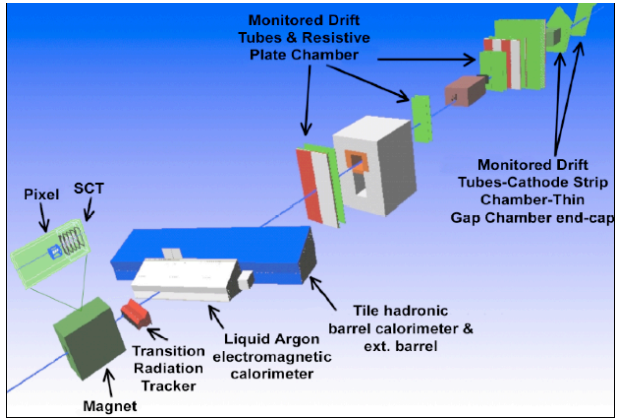 Monitored Drift
Tubes & Resistive
Plate Chamber
Monitored Drift
Tubes-Cathode Strip
Chamber-Thin
Gap Chamber end-cap
SCT
Pixel
Tile hadronic
barrel calorimeter &
ext. barrel
Liquid Argon
electromagnetic
calorimeter
Transition
Radiation
Tracker
Magnet